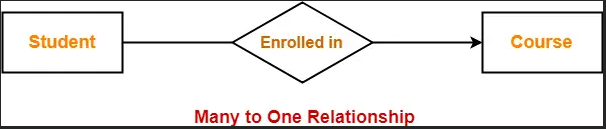 Student Enrolled in Course
Many to One Relationship